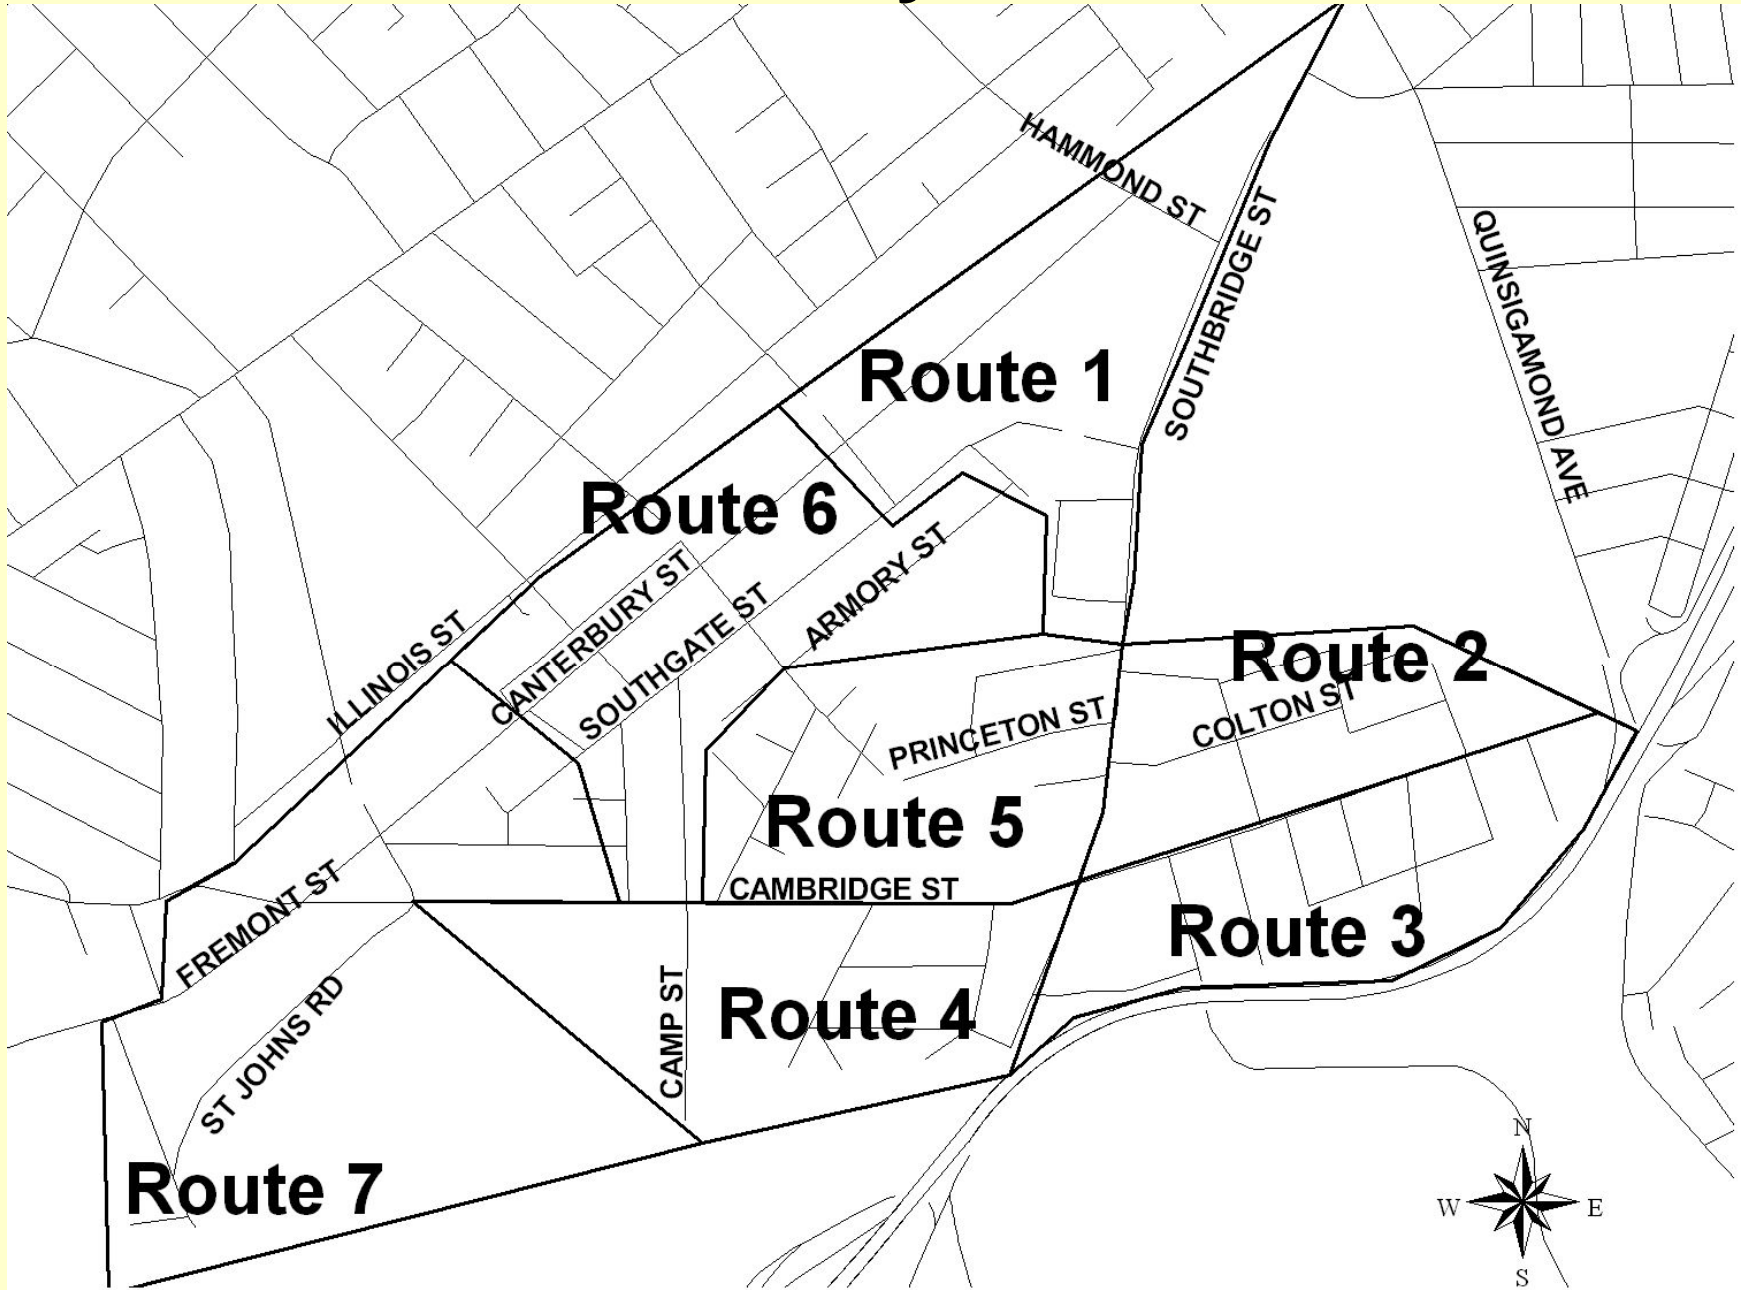 HAMMOND ST
SOUTHBRIDGE ST
QUINSIGAMOND AVE
Route 1
Route 6
ARMORY ST
CANTERBURY ST
SOUTHGATE ST
ILLINOIS ST
Route 2
COLTON ST
PRINCETON ST
Route 5
CAMBRIDGE ST
FREMONT ST
Route 3
ST JOHNS RD
CAMP ST
Route 4
Route 7
N
W E
S